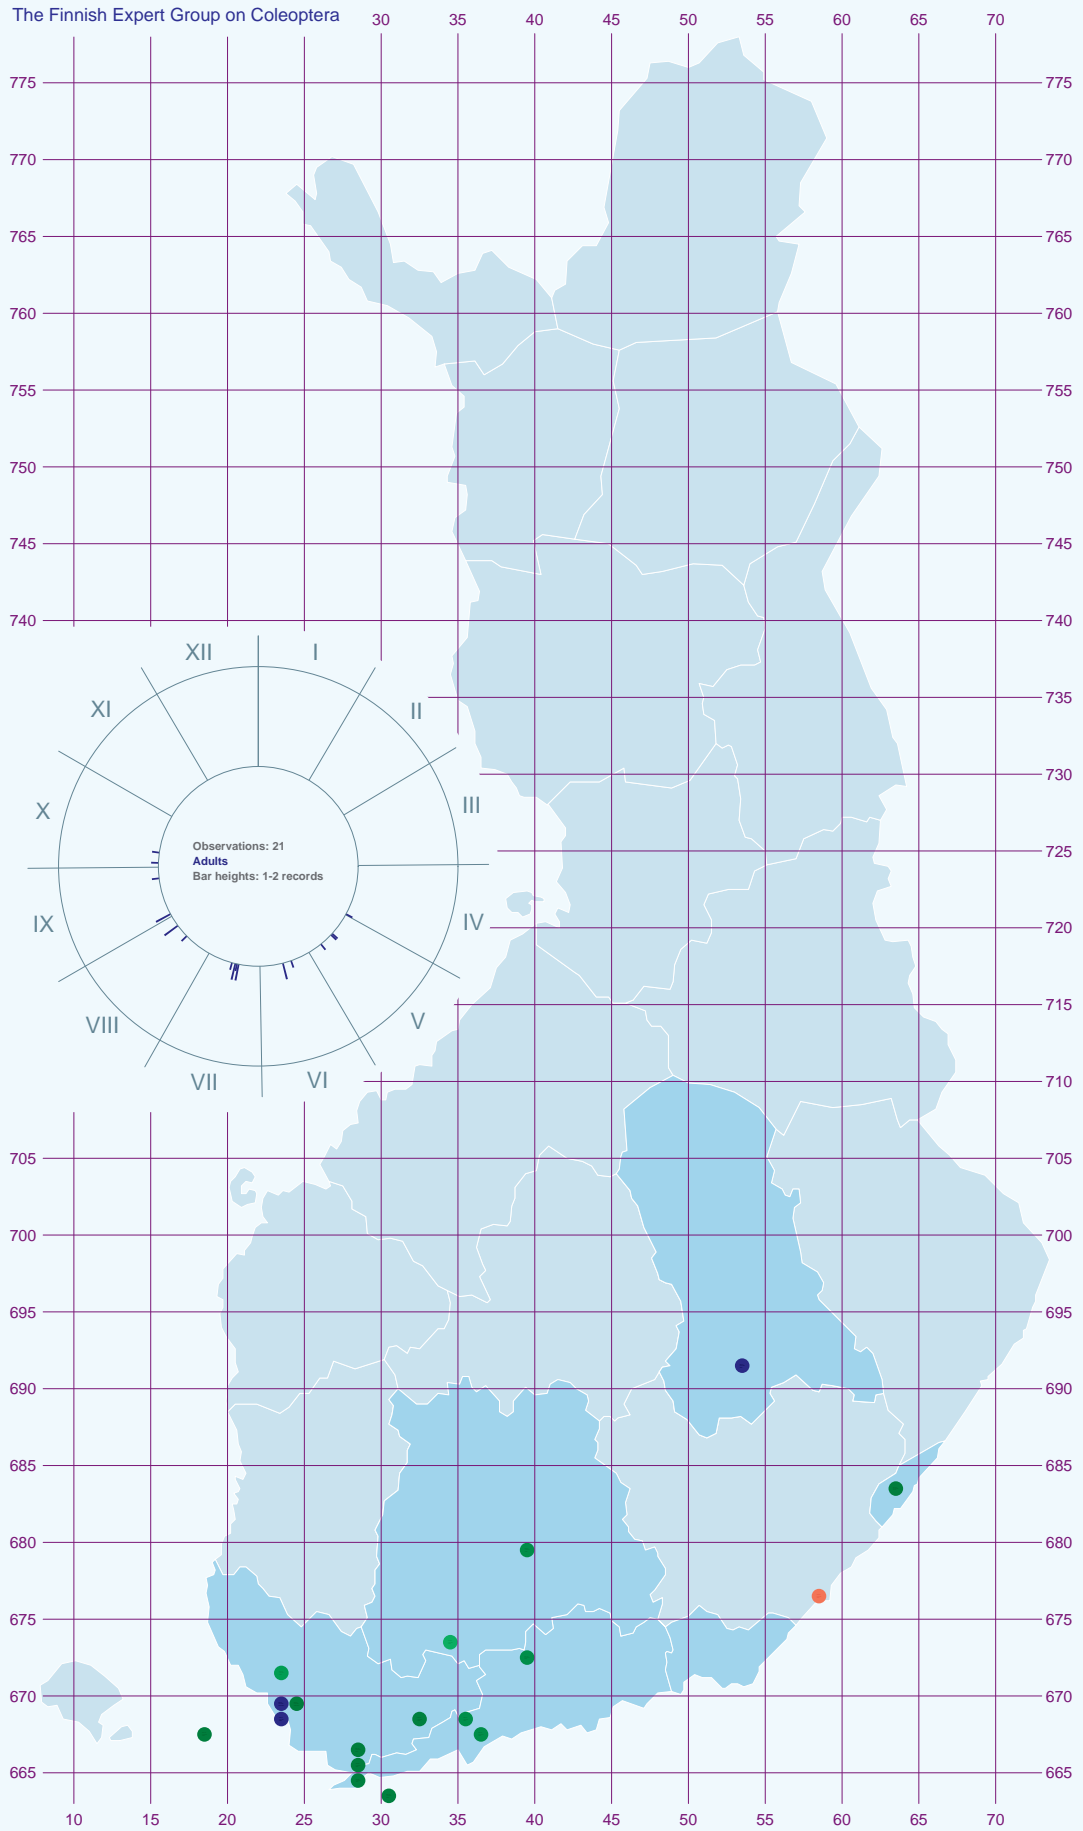 The Finnish Expert Group on Coleoptera 30 35 40 45 50 55 60 65 70
775 775
770 770
765 765
760 760
755 755
750 750
745 745
740 740
XII I
XI II
735
730
X III
Observations: 21
725
Adults
Bar heights: 1-2 records
IX IV 720
715
VIII V
VII VI 710
705 705
700 700
695 695
690 690
685 685
680 680
675 675
670 670
665 665
10 15 20 25 30 35 40 45 50 55 60 65 70